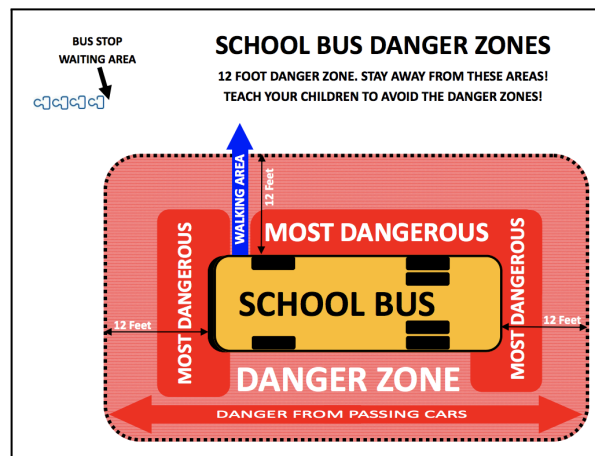 BUS STOP
WAITING AREA
SCHOOL BUS DANGER ZONES
12 FOOT DANGER ZONE. STAY AWAY FROM THESE AREAS!
TEACH YOUR CHILDREN TO AVOID THE DANGER ZONES!
WALKING AREA
12 Feet
MOST DANGEROUS
MOST DANGEROUS
MOST DANGEROUS
SCHOOL BUS
12 Feet
12 Feet
DANGER ZONE
DANGER FROM PASSING CARS